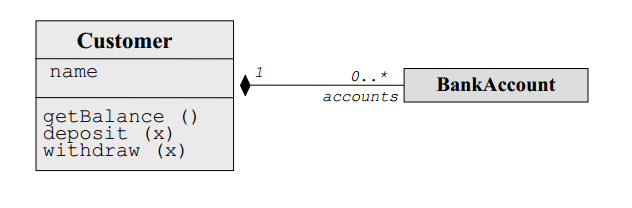 Customer
name
getBalance ()
deposit (x)
withdraw (x)
1
0..*
accounts
BankAccount